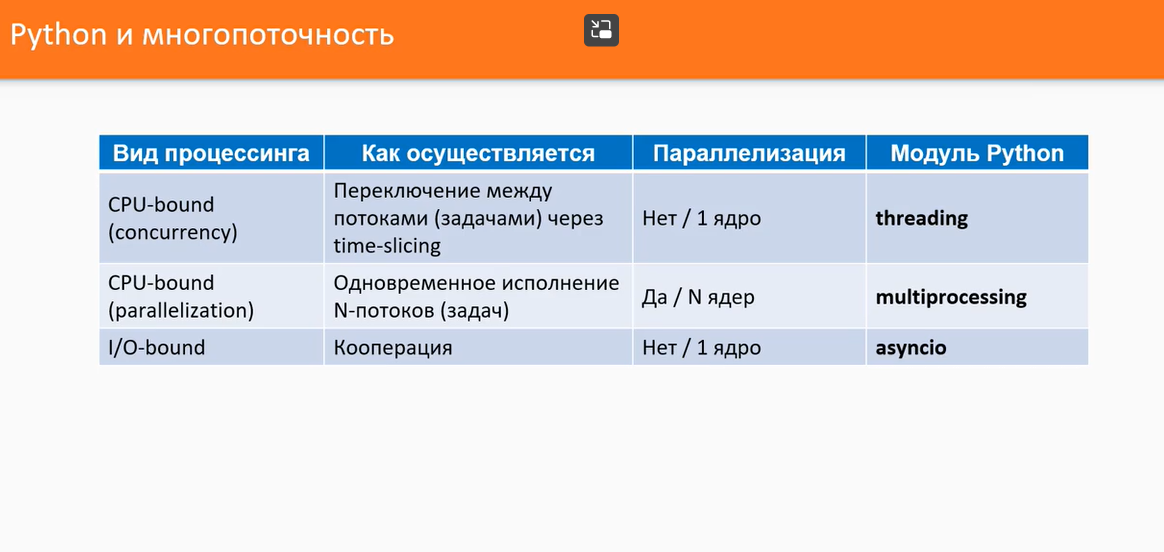 Python и многопоточность
Вид процессинга
Как осуществляется
Параллелизация
Модуль Python
CPU-bound
(concurrency)
Переключение между
потоками (задачами) через
time-slicing
Нет / 1 ядро
threading
CPU-bound
(parallelization)
Одновременное исполнение
N-потоков (задач)
Да / N ядер
multiprocessing
I/O-bound
Кооперация
Нет / 1 ядро
asyncio